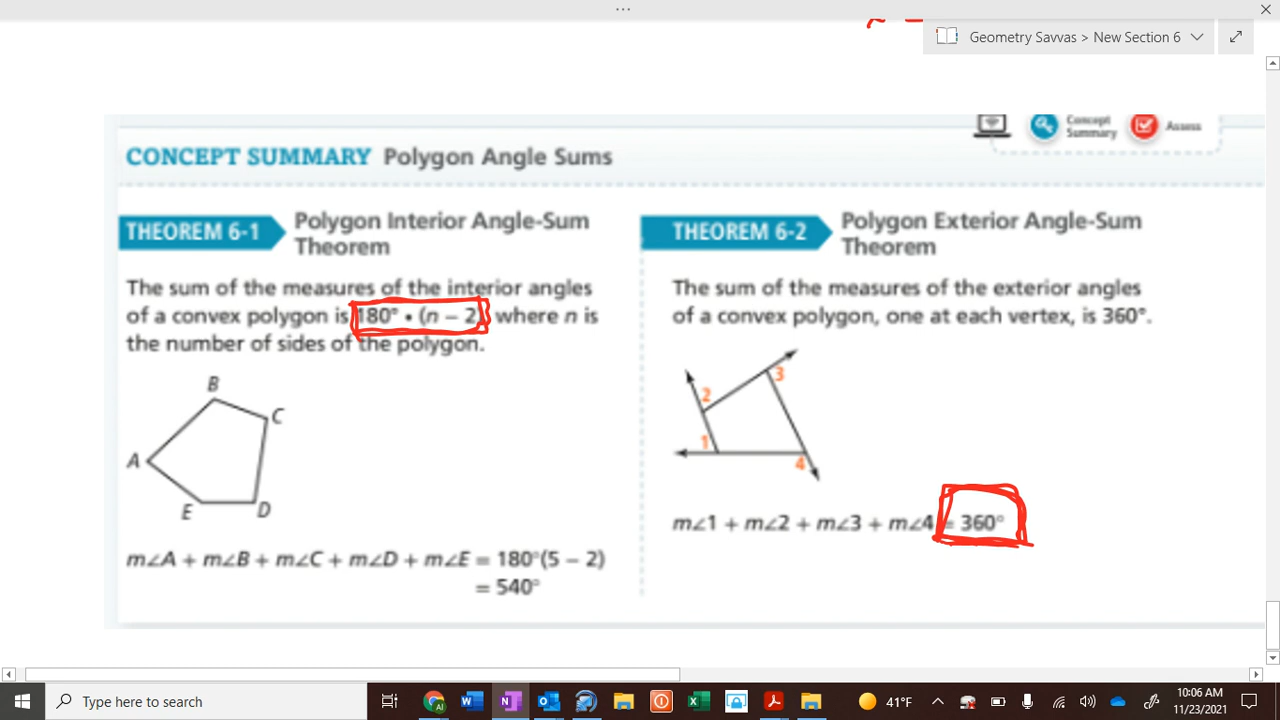 Geometry Savvas > New Section 6
Concept
Summary
Assess
CONCEPT SUMMARY Polygon Angle Sums
THEOREM 6-1
Polygon Interior Angle-Sum
Theorem
The sum of the measures of the interior angles
of a convex polygon is 180° • (n − 2), where n is
the number of sides of the polygon.
B
C
A
E
D
m∠A + m∠B + m∠C + m∠D + m∠E = 180°(5 − 2)
= 540°
THEOREM 6-2
Polygon Exterior Angle-Sum
Theorem
The sum of the measures of the exterior angles
of a convex polygon, one at each vertex, is 360°.
3
2
1
4
m∠1 + m∠2 + m∠3 + m∠4 = 360°
Type here to search
41°F
10:06 AM
11/23/2021